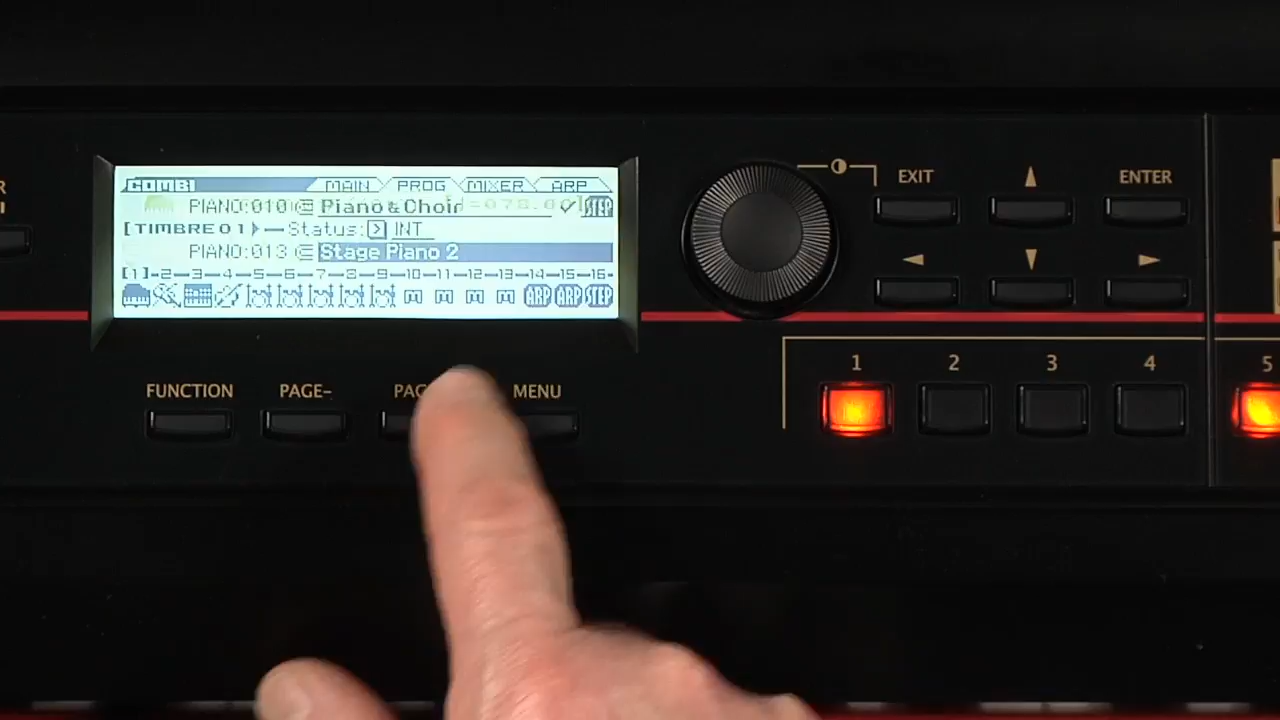 COMBI MAIN PROG MIXER ARP
PIANO:010 Piano&Choir STEP
[TIMBRE01] Status: INT
PIANO:013 Stage Piano 2
[1]-2-3-4-5-6-7-8-9-10-11-12-13-14-15-16-
ARP ARP STEP
EXIT
ENTER
FUNCTION PAGE- MENU
1 2 3 4 5